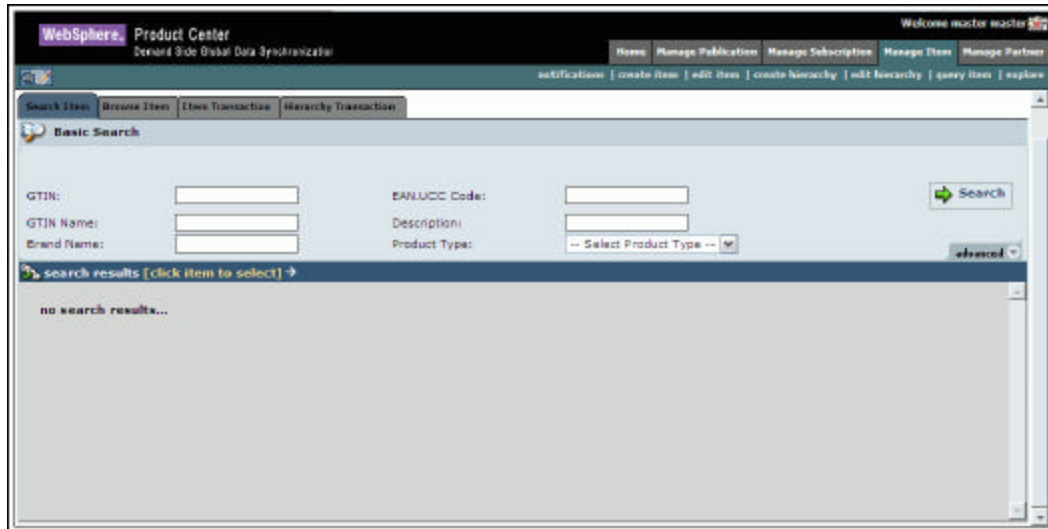 Welcome master master
WebSphere. Product Center
Demand Side Global Data Synchronization
Home Manage Publication Manage Subscription Manage Item Manage Partner
notifications | create item | edit item | create hierarchy | edit hierarchy | query item | explore
Search Item Browse Item Item Transaction Hierarchy Transaction
Basic Search
GTIN: EAN.UCC Code: Search
GTIN Name: Description:
Brand Name: Product Type: -- Select Product Type --
advanced
search results [click item to select]
no search results...